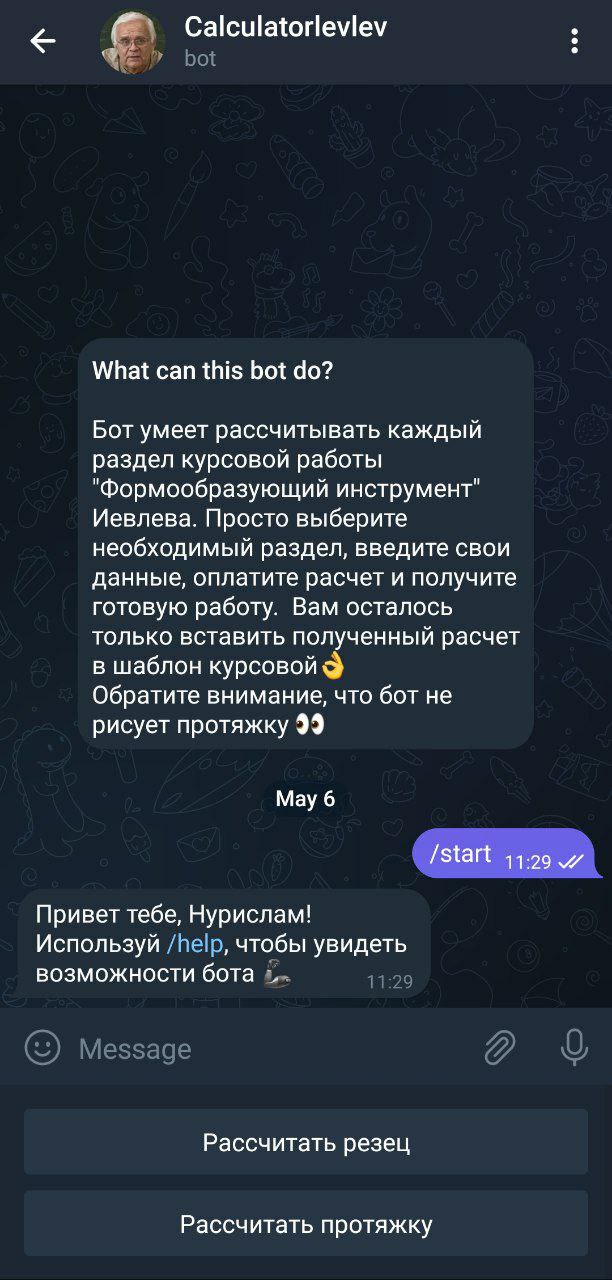 CalculatorIevlev
bot
What can this bot do?
Бот умеет рассчитывать каждый
раздел курсовой работы
"Формообразующий инструмент"
Иевлева. Просто выберите
необходимый раздел, введите свои
данные, оплатите расчет и получите
готовую работу.  Вам осталось
только вставить полученный расчет
в шаблон курсовой👌
Обратите внимание, что бот не
рисует протяжку👀
May 6
/start 11:29
Привет тебе, Нурислам!
Используй /help, чтобы увидеть
возможности бота 🦾 11:29
Message
Рассчитать резец
Рассчитать протяжку